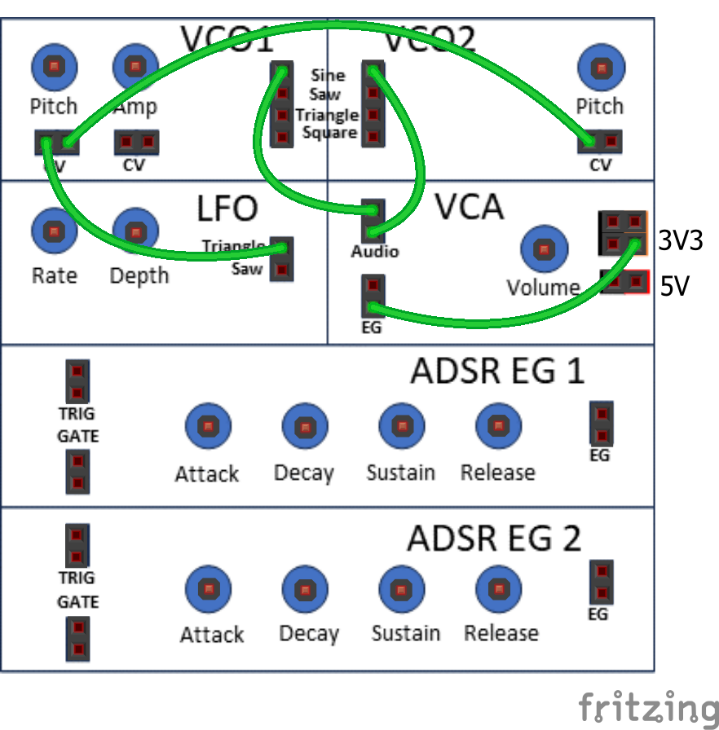 VCO1
VCO2
Pitch
Amp
Sine
Saw
Triangle
Square
Pitch
CV
CV
CV
LFO
VCA
Rate
Depth
Triangle
Saw
Audio
EG
Volume
3V3
5V
ADSR EG 1
TRIG
GATE
Attack
Decay
Sustain
Release
EG
ADSR EG 2
TRIG
GATE
Attack
Decay
Sustain
Release
EG
fritzing